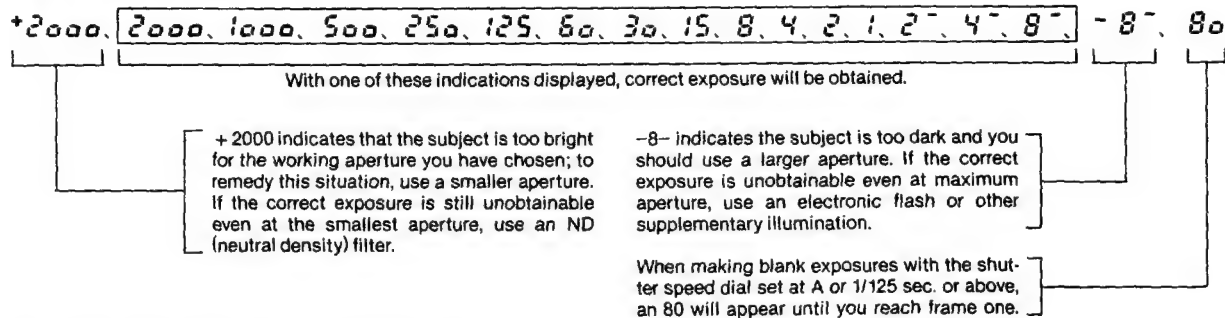 +2000、 2000、1000、500、250、125、60、30、15、8、4、2、1、2⁻、4⁻、8⁻、 -8⁻、 80
With one of these indications displayed, correct exposure will be obtained.
+ 2000 indicates that the subject is too bright
for the working aperture you have chosen; to
remedy this situation, use a smaller aperture.
If the correct exposure is still unobtainable
even at the smallest aperture, use an ND
(neutral density) filter.
–8– indicates the subject is too dark and you
should use a larger aperture. If the correct
exposure is unobtainable even at maximum
aperture, use an electronic flash or other
supplementary illumination.
When making blank exposures with the shut-
ter speed dial set at A or 1/125 sec. or above,
an 80 will appear until you reach frame one.